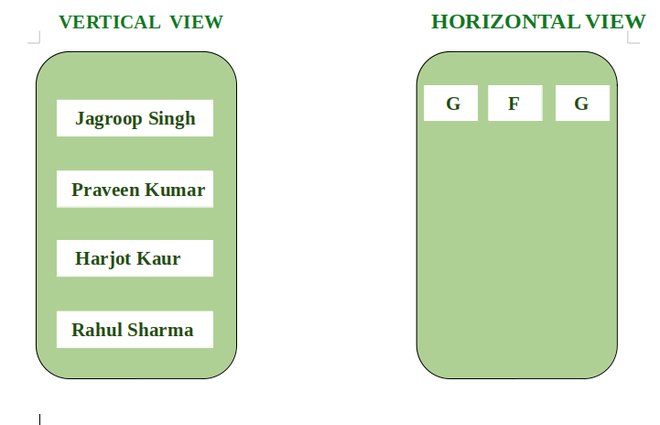 VERTICAL VIEW
Jagroop Singh
Praveen Kumar
Harjot Kaur
Rahul Sharma
HORIZONTAL VIEW
G F G